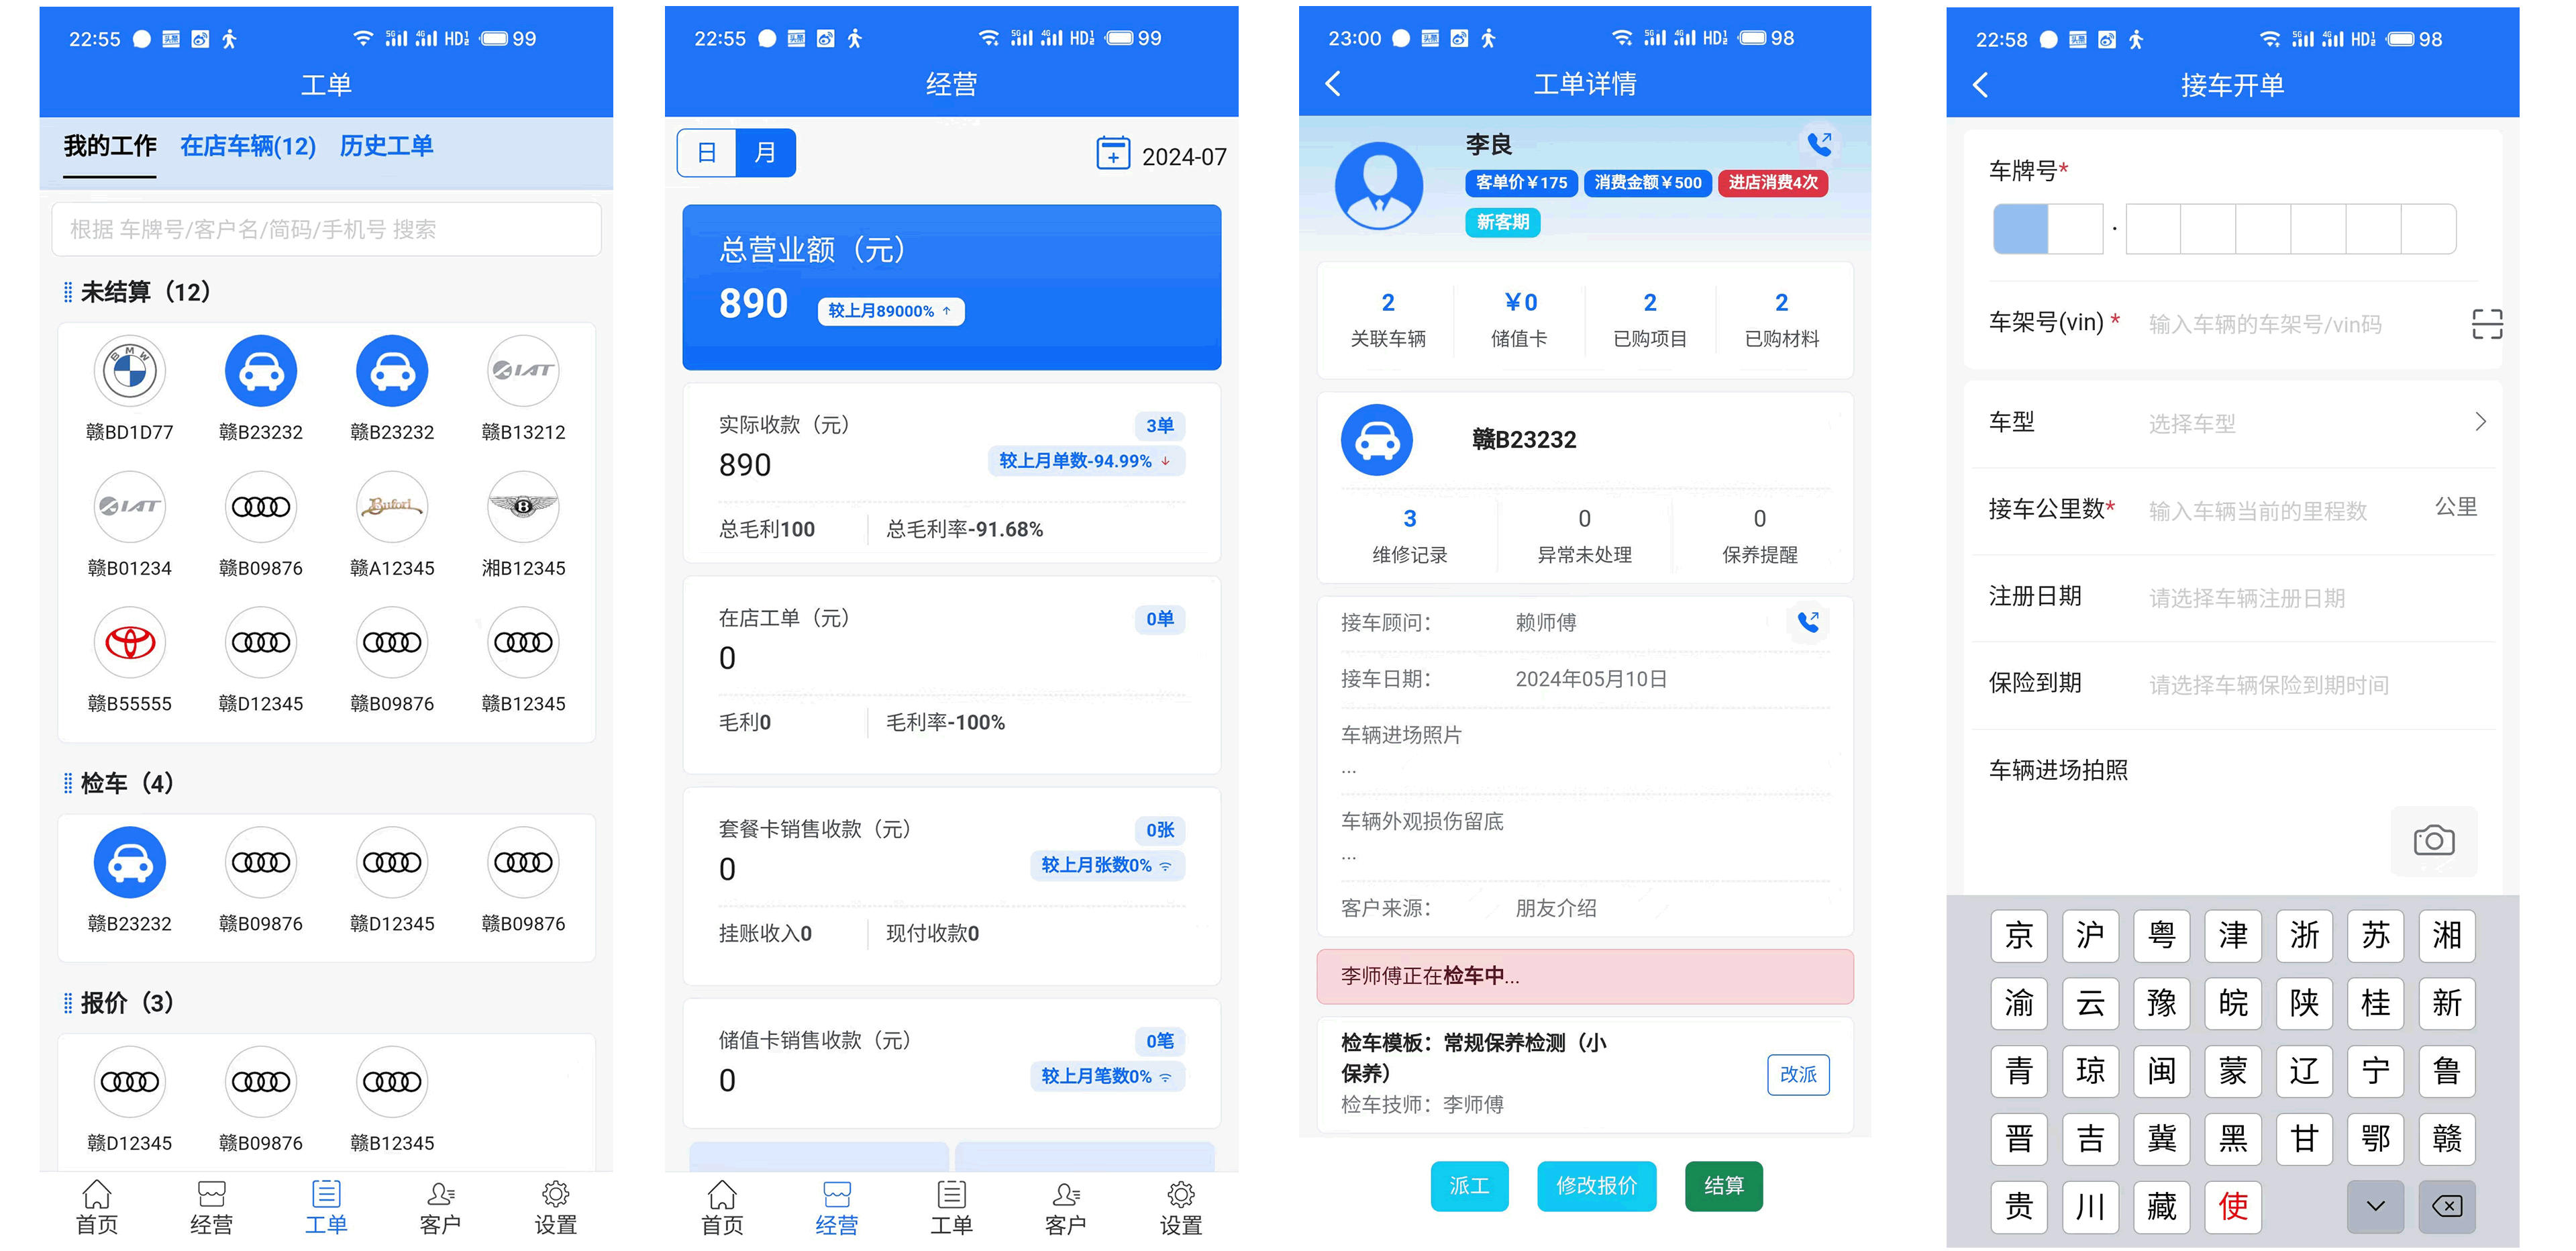 22:55
5G 4G HD 99
工单
我的工作 在店车辆(12) 历史工单
根据 车牌号/客户名/简码/手机号 搜索
未结算（12）
BMW
IAT
赣BD1D77 赣B23232 赣B23232 赣B13212
IAT
Bufori
B
赣B01234 赣B09876 赣A12345 湘B12345
赣B55555 赣D12345 赣B09876 赣B12345
检车（4）
赣B23232 赣B09876 赣D12345 赣B09876
报价（3）
赣D12345 赣B09876 赣B12345
首页 经营 工单 客户 设置
22:55
5G 4G HD 99
经营
日 月
2024-07
总营业额（元）
890 较上月89000% ↑
实际收款（元） 3单
890 较上月单数-94.99% ↓
总毛利100 总毛利率-91.68%
在店工单（元） 0单
0
毛利0 毛利率-100%
套餐卡销售收款（元） 0张
0 较上月张数0%
挂账收入0 现付收款0
储值卡销售收款（元） 0笔
0 较上月笔数0%
首页 经营 工单 客户 设置
23:00
5G 4G HD 98
工单详情
李良
客单价￥175 消费金额￥500 进店消费4次
新客期
2 ￥0 2 2
关联车辆 储值卡 已购项目 已购材料
赣B23232
3 0 0
维修记录 异常未处理 保养提醒
接车顾问： 赖师傅
接车日期： 2024年05月10日
车辆进场照片
...
车辆外观损伤留底
...
客户来源： 朋友介绍
李师傅正在检车中...
检车模板：常规保养检测（小
保养）
改派
检车技师：李师傅
派工 修改报价 结算
22:58
5G 4G HD 98
接车开单
车牌号*
·
车架号(vin) * 输入车辆的车架号/vin码
车型 选择车型
接车公里数* 输入车辆当前的里程数 公里
注册日期 请选择车辆注册日期
保险到期 请选择车辆保险到期时间
车辆进场拍照
京 沪 粤 津 浙 苏 湘
渝 云 豫 皖 陕 桂 新
青 琼 闽 蒙 辽 宁 鲁
晋 吉 冀 黑 甘 鄂 赣
贵 川 藏 使